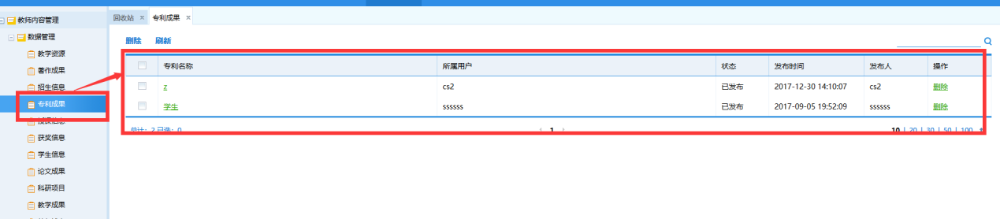 教师内容管理
数据管理
教学资源
著作成果
招生信息
专利成果
授课信息
获奖信息
学生信息
论文成果
科研项目
教学成果
回收站 × 专利成果 ×
删除 刷新
专利名称 所属用户 状态 发布时间 发布人 操作
z cs2 已发布 2017-12-30 14:10:07 cs2 删除
学生 ssssss 已发布 2017-09-05 19:52:09 ssssss 删除
总计: 2 已选: 0 1 10 | 20 | 30 | 50 | 100